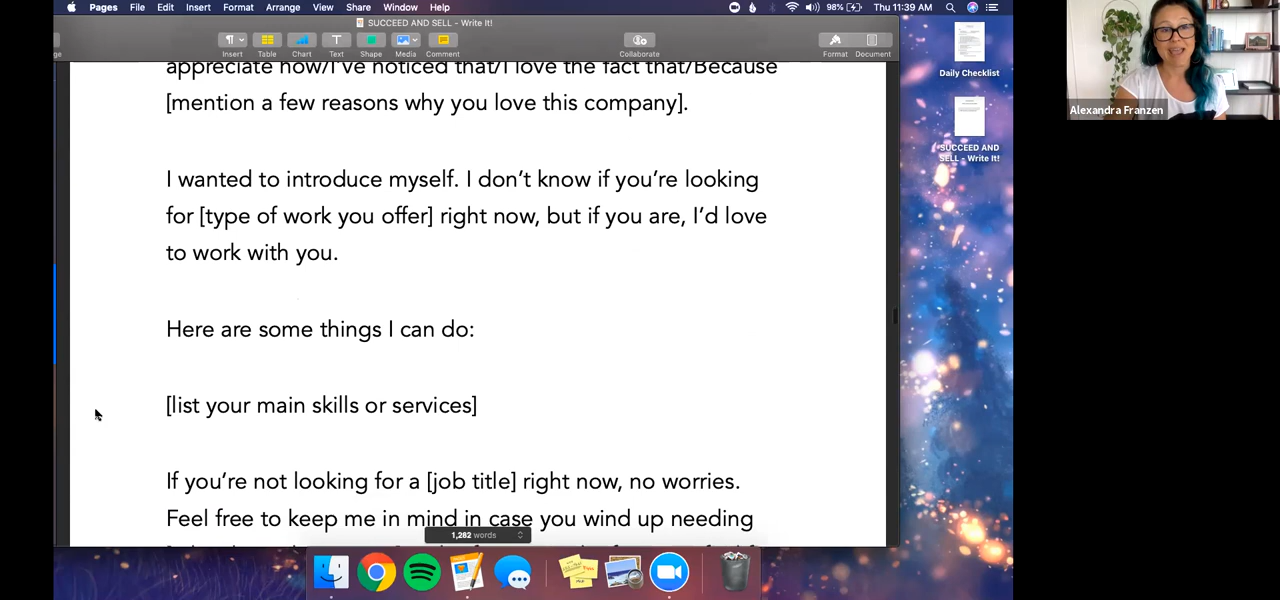 Pages File Edit Insert Format Arrange View Share Window Help 98% Thu 11:39 AM
SUCCEED AND SELL - Write It!
Insert Table Chart Text Shape Media Comment Collaborate Format Document
appreciate how/I've noticed that/I love the fact that/Because
[mention a few reasons why you love this company].
I wanted to introduce myself. I don't know if you're looking
for [type of work you offer] right now, but if you are, I'd love
to work with you.
Here are some things I can do:
[list your main skills or services]
If you're not looking for a [job title] right now, no worries.
Feel free to keep me in mind in case you wind up needing
1,282 words
Daily Checklist
SUCCEED AND
SELL - Write It!
Alexandra Franzen